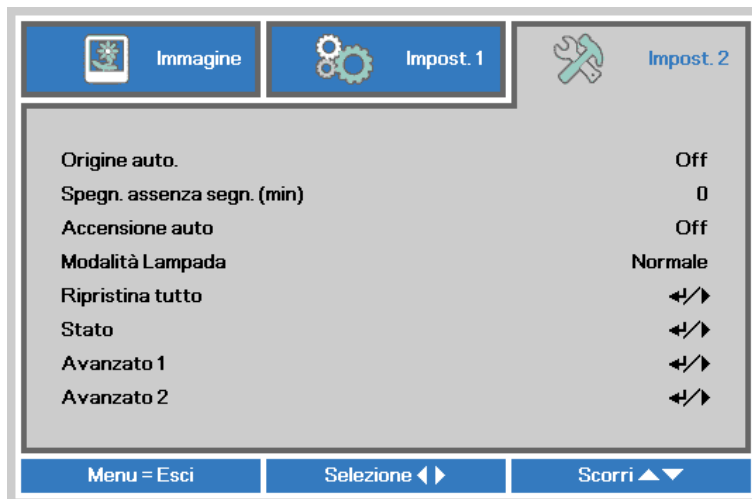 Immagine Impost. 1 Impost. 2
Origine auto. Off
Spegn. assenza segn. (min) 0
Accensione auto Off
Modalità Lampada Normale
Ripristina tutto
Stato
Avanzato 1
Avanzato 2
Menu = Esci Selezione Scorri